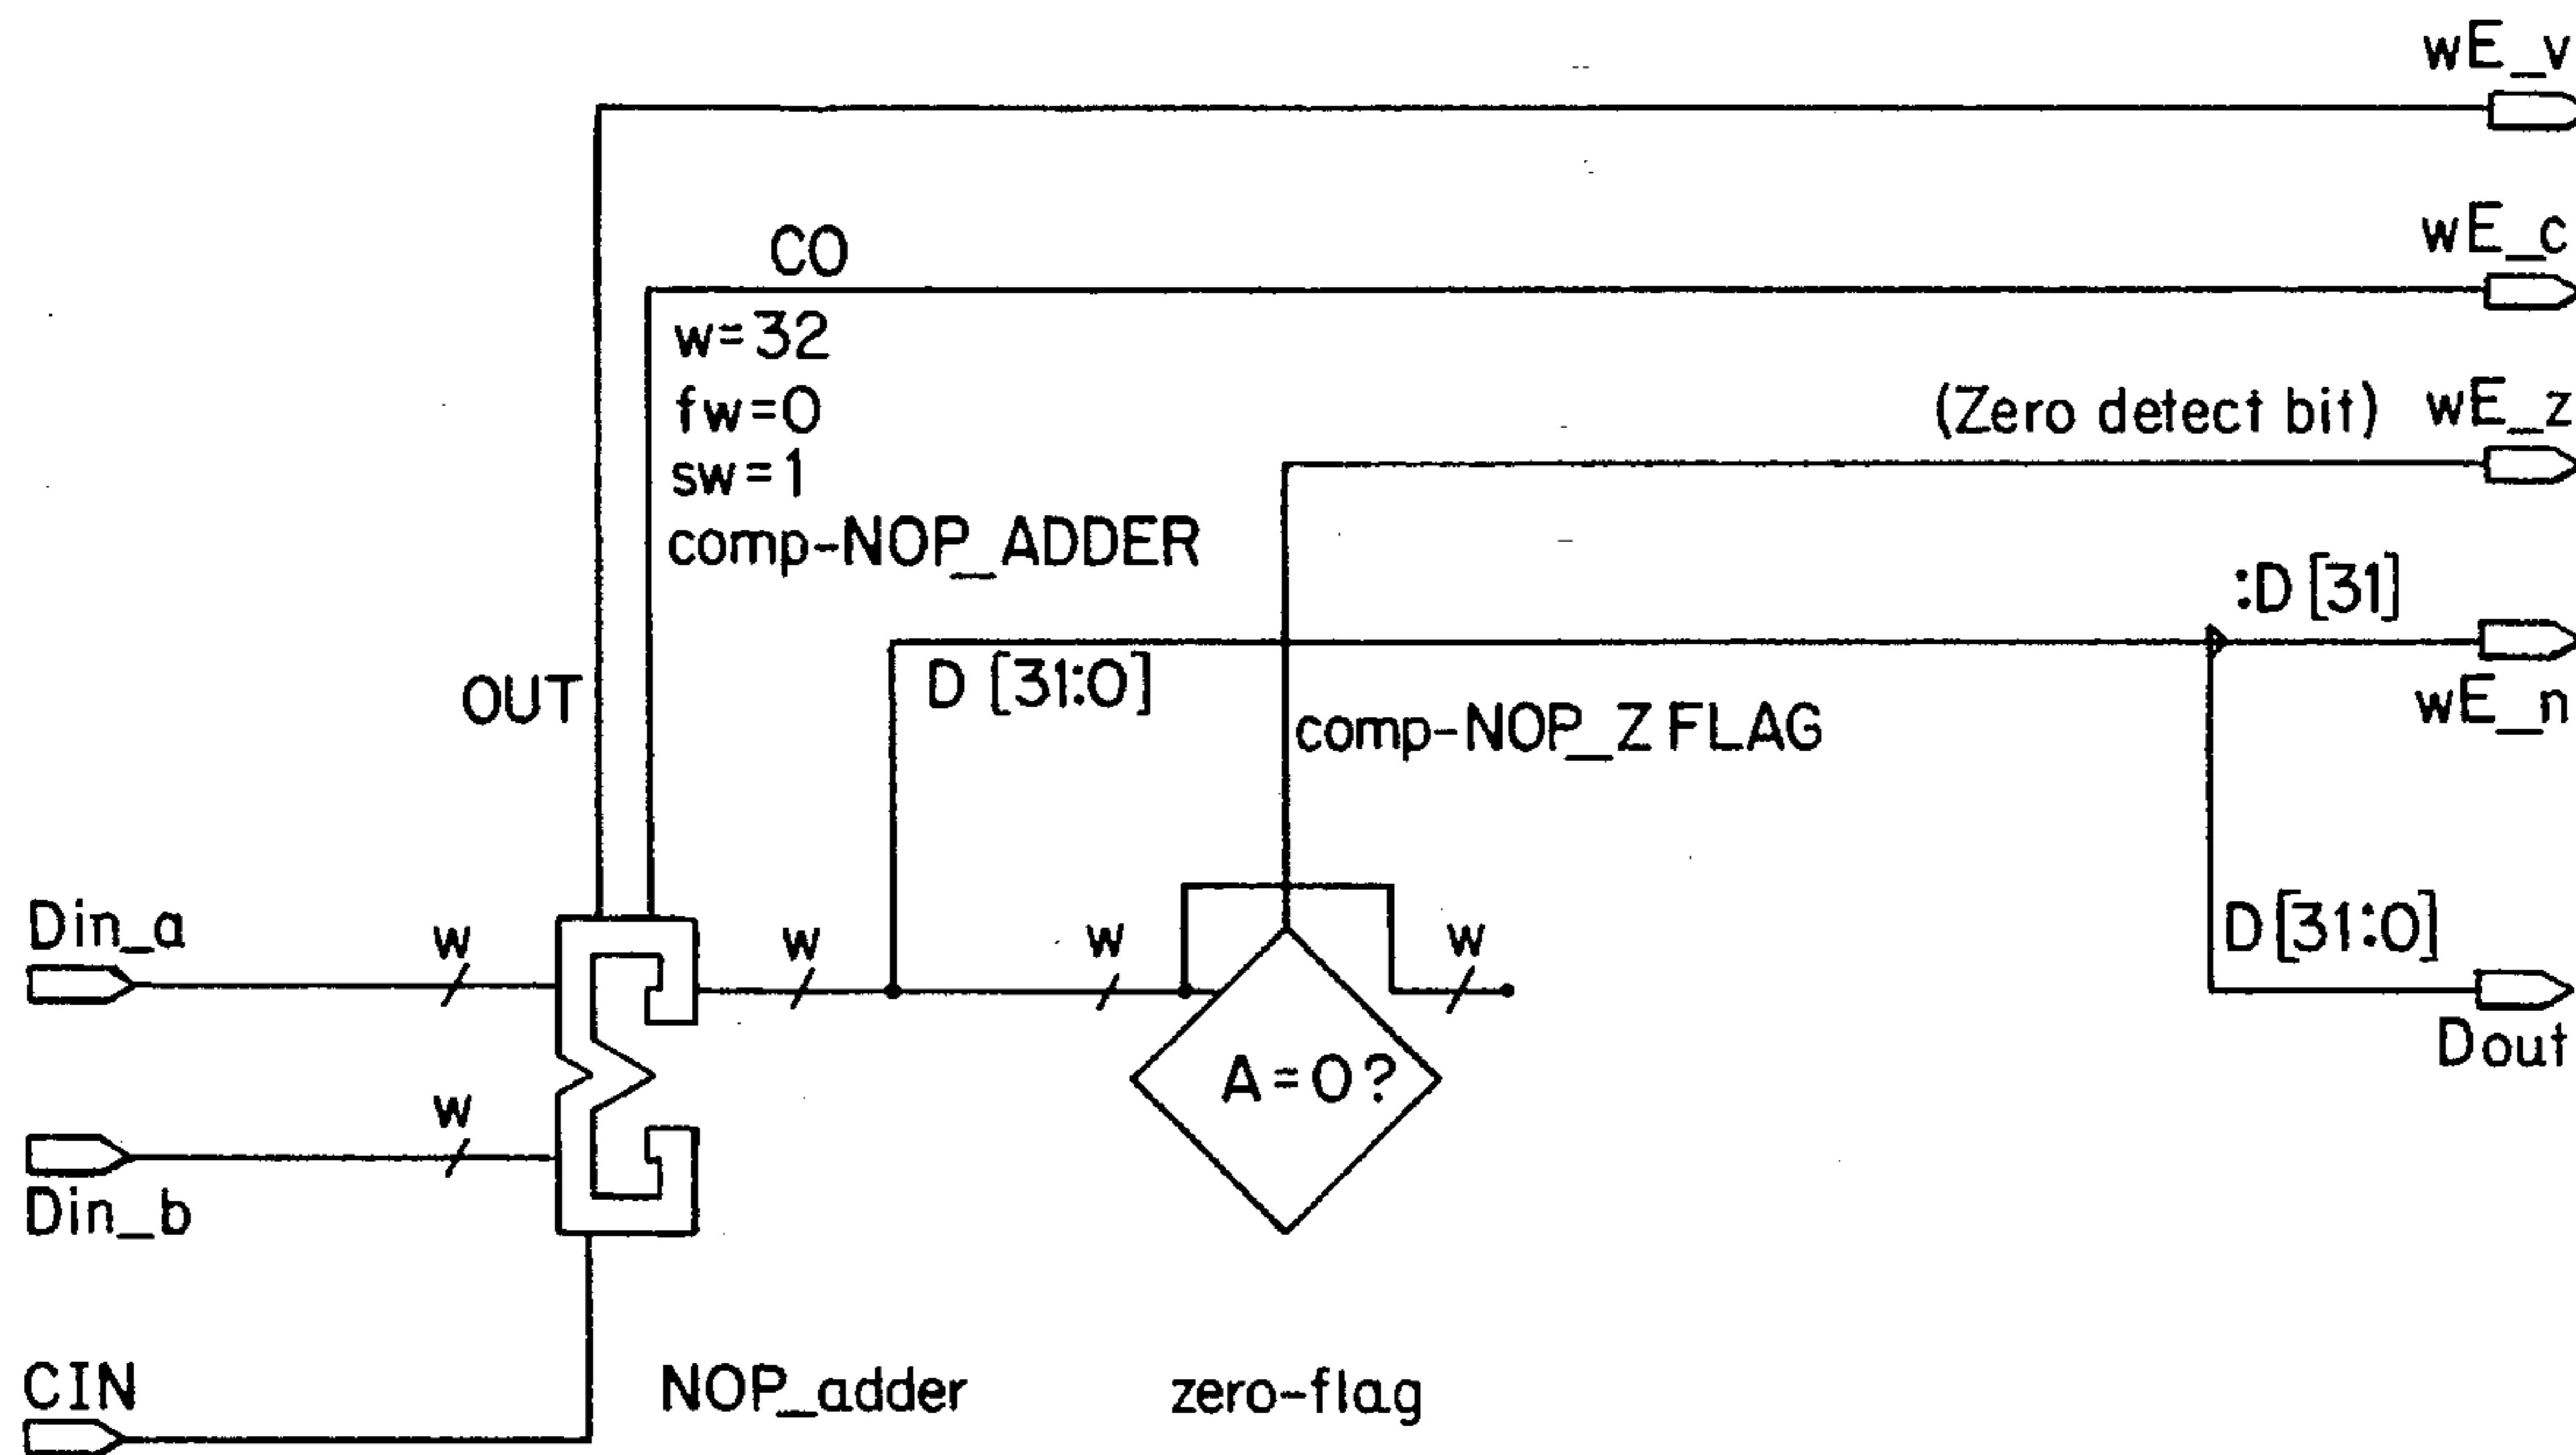 wE_v
CO
wE_c
w=32
fw=0
sw=1
comp-NOP_ADDER
(Zero detect bit) wE_z
:D [31]
OUT
D [31:0]
comp-NOP_Z FLAG
wE_n
Din_a
w
w
w
w
D[31:0]
Dout
A=0?
w
Din_b
CIN
NOP_adder
zero-flag